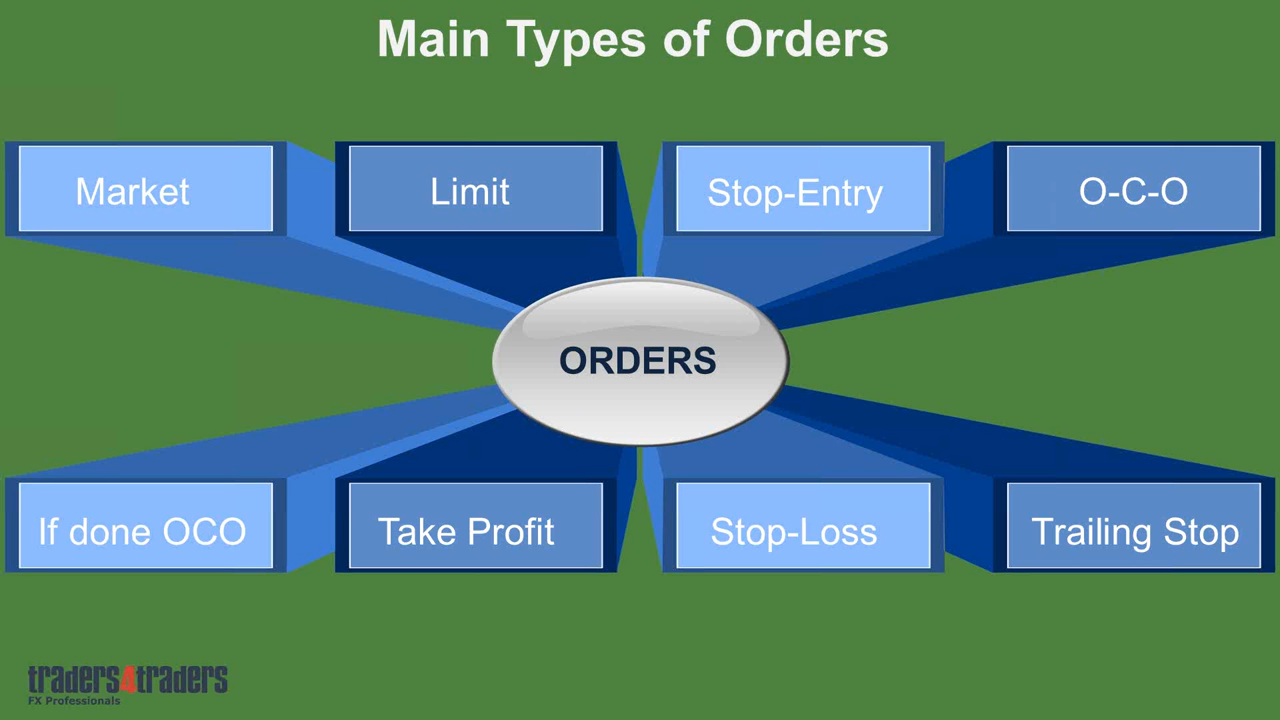 Main Types of Orders
Market
Limit
Stop-Entry
O-C-O
ORDERS
If done OCO
Take Profit
Stop-Loss
Trailing Stop
traders4traders
FX Professionals